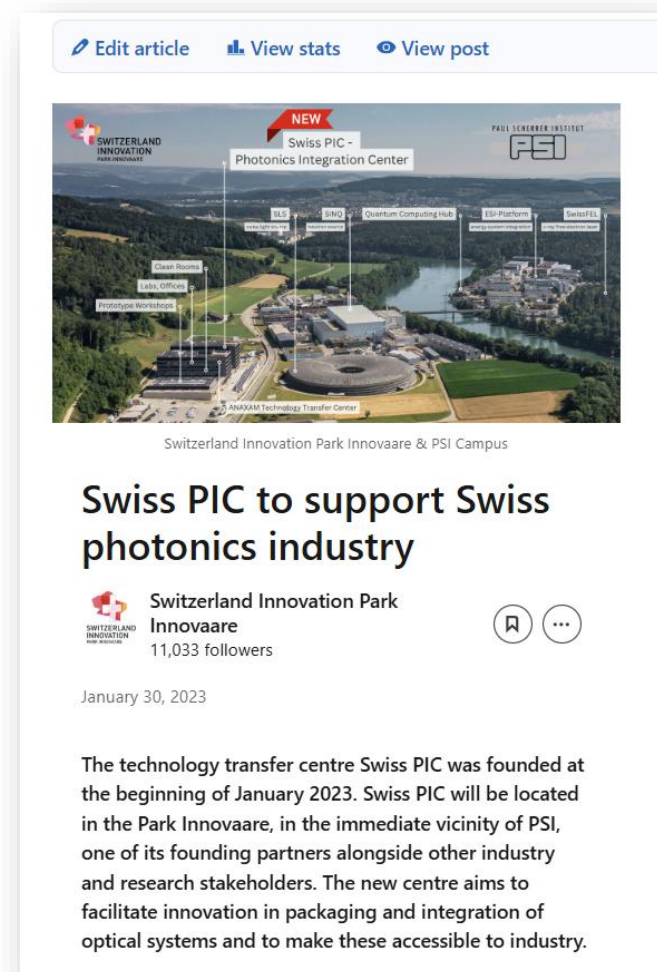 Edit article View stats View post
SWITZERLAND
INNOVATION
PARK INNOVAARE
NEW
Swiss PIC -
Photonics Integration Center
PAUL SCHERRER INSTITUT
PSI
SLS
SINQ
neutron source
Quantum Computing Hub
ESI-Platform
energy system integration
SwissFEL
x-ray free-electron laser
Clean Rooms
Labs, Offices
Prototype Workshops
ANAXAM Technology Transfer Center
Switzerland Innovation Park Innovaare & PSI Campus
Swiss PIC to support Swiss
photonics industry
SWITZERLAND
INNOVATION
PARK INNOVAARE
Switzerland Innovation Park
Innovaare
11,033 followers
January 30, 2023
The technology transfer centre Swiss PIC was founded at
the beginning of January 2023. Swiss PIC will be located
in the Park Innovaare, in the immediate vicinity of PSI,
one of its founding partners alongside other industry
and research stakeholders. The new centre aims to
facilitate innovation in packaging and integration of
optical systems and to make these accessible to industry.